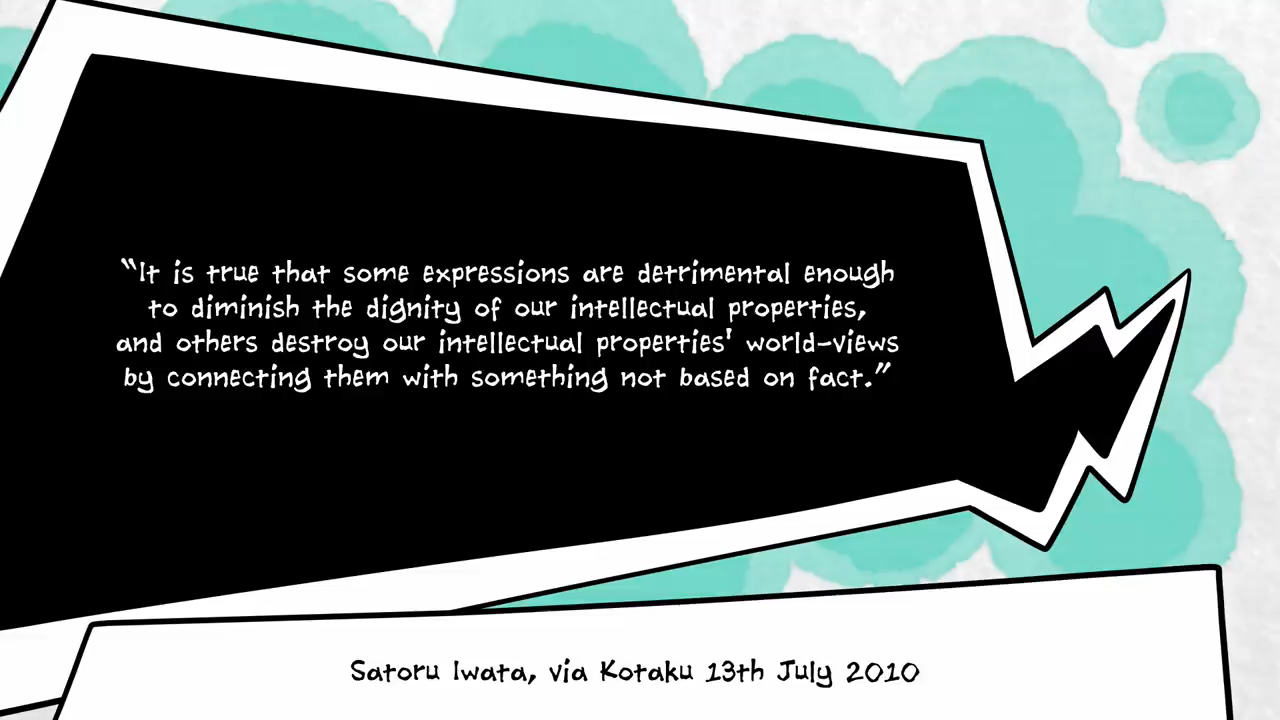 “It is true that some expressions are detrimental enough
to diminish the dignity of our intellectual properties,
and others destroy our intellectual properties' world-views
by connecting them with something not based on fact.”
Satoru Iwata, via Kotaku 13th July 2010